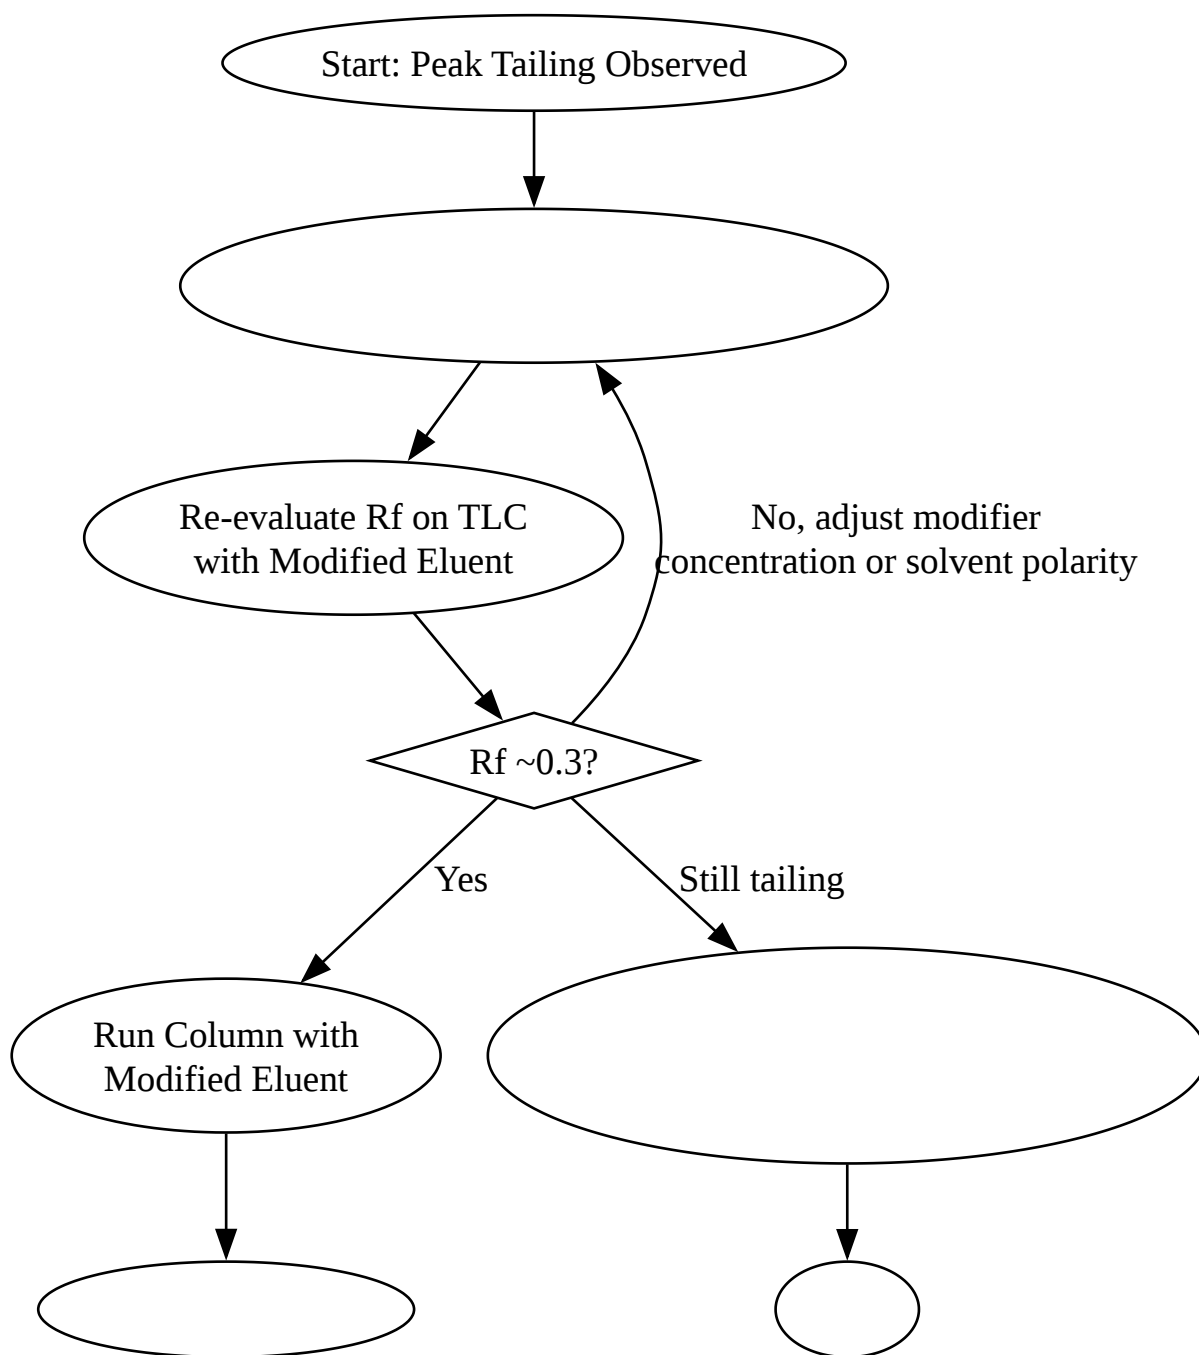 Start: Peak Tailing Observed
Re-evaluate Rf on TLC
with Modified Eluent
No, adjust modifier
concentration or solvent polarity
Rf ~0.3?
Yes
Still tailing
Run Column with
Modified Eluent